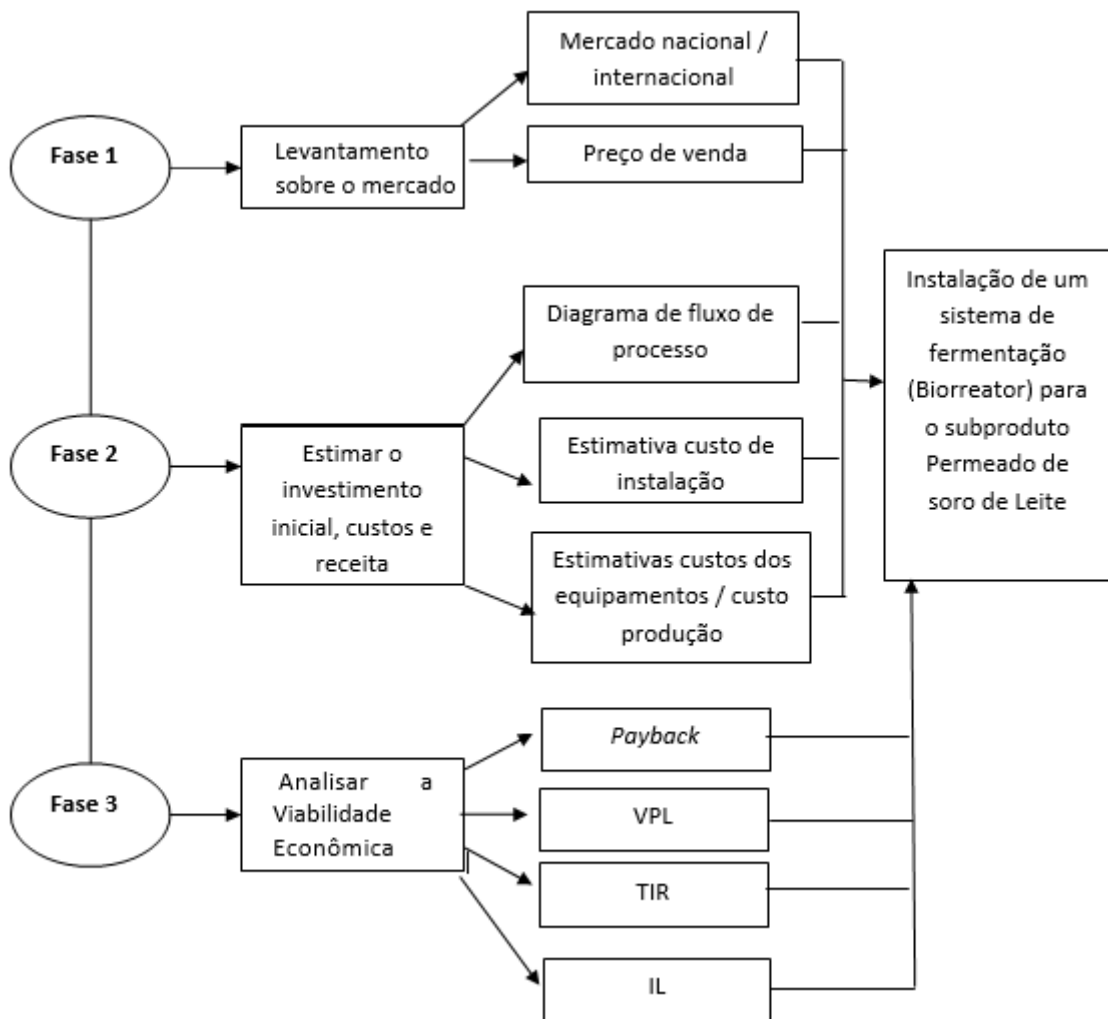 Mercado nacional /
internacional
Fase 1
Levantamento
sobre o mercado
Preço de venda
Instalação de um
sistema de
fermentação
(Biorreator) para
o subproduto
Permeado de
soro de Leite
Diagrama de fluxo de
processo
Fase 2
Estimar o
investimento
inicial, custos e
receita
Estimativa custo de
instalação
Estimativas custos dos
equipamentos / custo
produção
Fase 3
Analisar a
Viabilidade
Econômica
Payback
VPL
TIR
IL